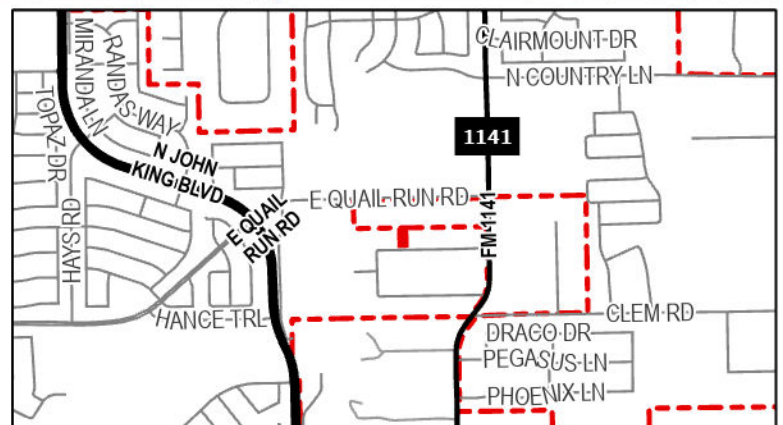 CLAIRMOUNT DR
N COUNTRY LN
MIRANDA LN
RANDAS WAY
TOPAZ DR
N JOHN
KING BLVD
1141
E QUAIL RUN RD
E QUAIL
RUN RD
FM-1141
HAYS RD
HANCE TRL
CLEM RD
DRACO DR
PEGASUS LN
PHOENIX LN